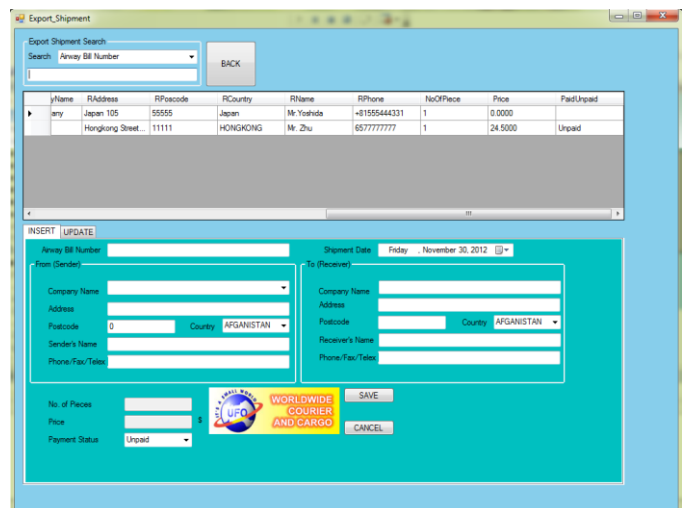 Export_Shipment
Export Shipment Search
Search Airway Bill Number
BACK
yName RAddress RPoscode RCountry RName RPhone NoOfPiece Price PaidUnpaid
any Japan 105 55555 Japan Mr.Yoshida +81555444331 1 0.0000
Hongkong Street... 11111 HONGKONG Mr. Zhu 6577777777 1 24.5000 Unpaid
INSERT UPDATE
Airway Bill Number Shipment Date Friday , November 30, 2012
From (Sender) To (Receiver)
Company Name Company Name
Address Address
Postcode 0 Country AFGANISTAN Postcode Country AFGANISTAN
Sender's Name Receiver's Name
Phone/Fax/Telex Phone/Fax/Telex
No. of Pieces
Price $
Payment Status Unpaid
IT'S A SMALL WORLD
UFO
WORLDWIDE
COURIER
AND CARGO
SAVE
CANCEL